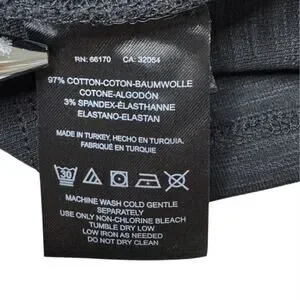 RN: 66170 CA: 32054
97% COTTON-COTON-BAUMWOLLE
COTONE-ALGODÓN
3% SPANDEX-ÉLASTHANNE
ELASTANO-ELASTAN
MADE IN TURKEY, HECHO EN TURQUIA,
FABRIQUÉ EN TURQUIE
30
MACHINE WASH COLD GENTLE
SEPARATELY
USE ONLY NON-CHLORINE BLEACH
TUMBLE DRY LOW
LOW IRON AS NEEDED
DO NOT DRY CLEAN